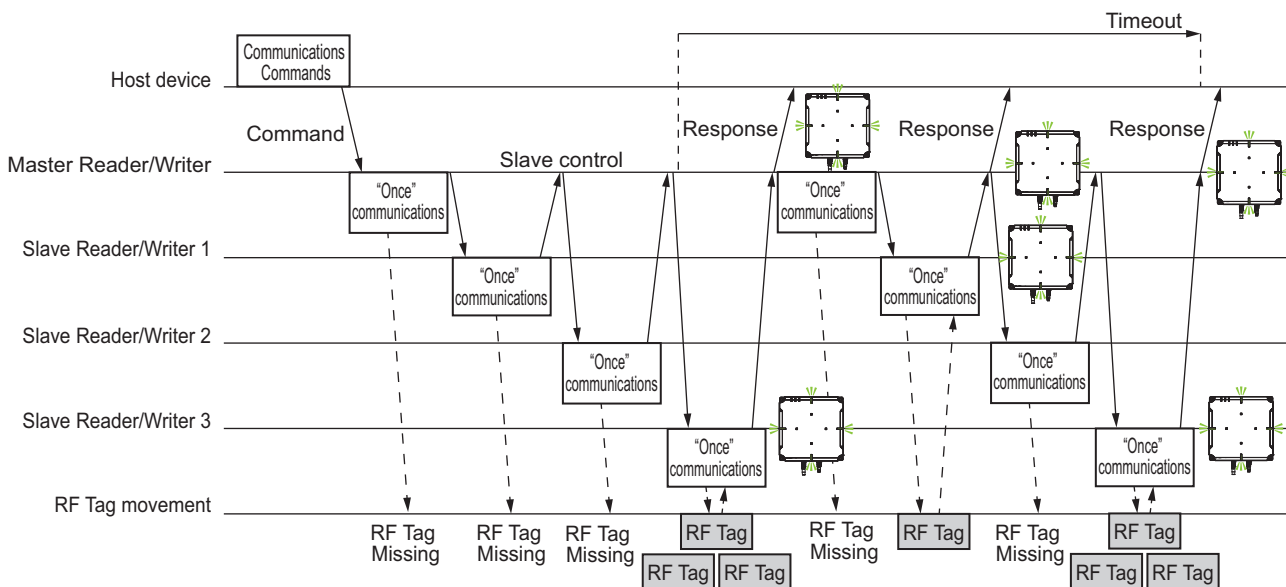 Timeout
Communications
Commands
Host device
Command
Response
Response
Response
Slave control
Master Reader/Writer
“Once”
communications
“Once”
communications
Slave Reader/Writer 1
“Once”
communications
“Once”
communications
Slave Reader/Writer 2
“Once”
communications
“Once”
communications
Slave Reader/Writer 3
“Once”
communications
“Once”
communications
RF Tag movement
RF Tag
Missing
RF Tag
Missing
RF Tag
Missing
RF Tag
RF Tag
RF Tag
RF Tag
Missing
RF Tag
RF Tag
Missing
RF Tag
RF Tag
RF Tag